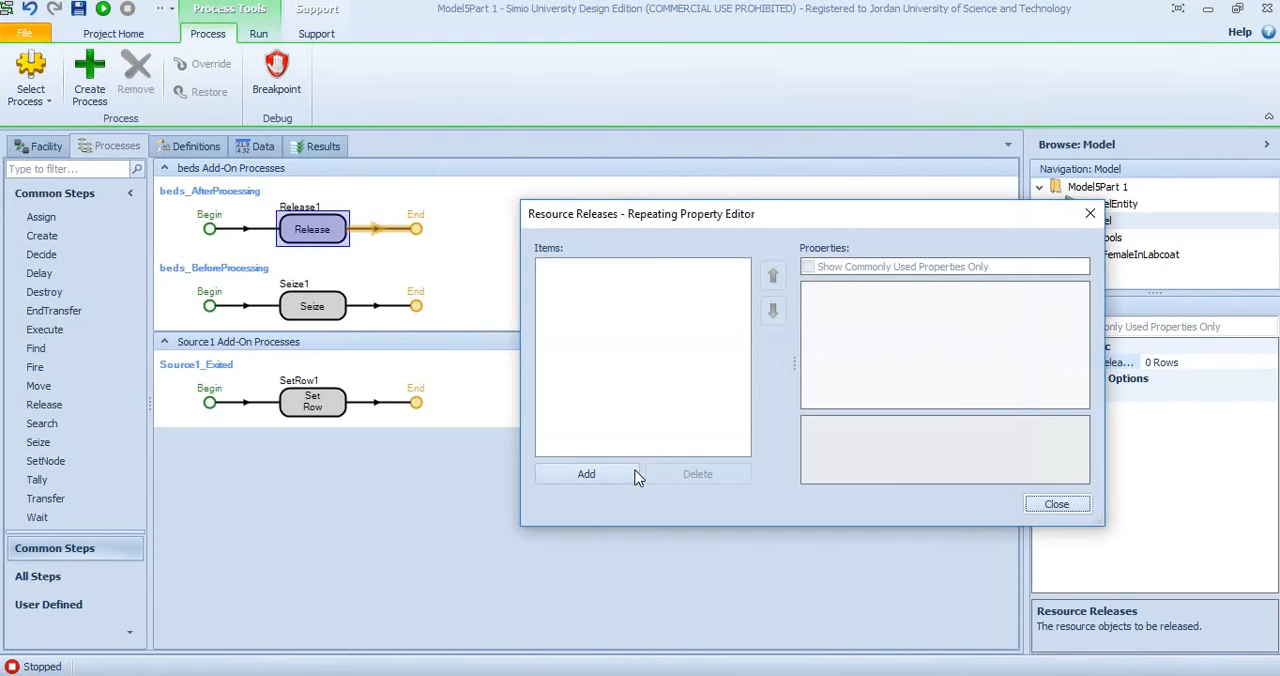 Process Tools
Support
Model5Part 1 - Simio University Design Edition (COMMERCIAL USE PROHIBITED) - Registered to Jordan University of Science and Technology
File
Project Home
Process
Run
Support
Help
Select Process
Create Process
Remove
Override
Restore
Breakpoint
Process
Debug
Facility
Processes
Definitions
Data
Results
Browse: Model
Type to filter...
beds Add-On Processes
Navigation: Model
Common Steps
beds_AfterProcessing
Model5Part 1
Release1
Begin
Release
End
Resource Releases - Repeating Property Editor
elEntity
Assign
el
Create
ools
Decide
Items:
Properties:
FemaleInLabcoat
Delay
beds_BeforeProcessing
Show Commonly Used Properties Only
Destroy
Seize1
Begin
Seize
End
EndTransfer
Execute
only Used Properties Only
Find
Source1 Add-On Processes
c
Fire
Source1_Exited
elea...
0 Rows
Move
SetRow1
Options
Begin
Set
Row
End
Release
Search
Seize
SetNode
Tally
Add
Delete
Transfer
Wait
Close
Common Steps
All Steps
User Defined
Resource Releases
The resource objects to be released.
Stopped